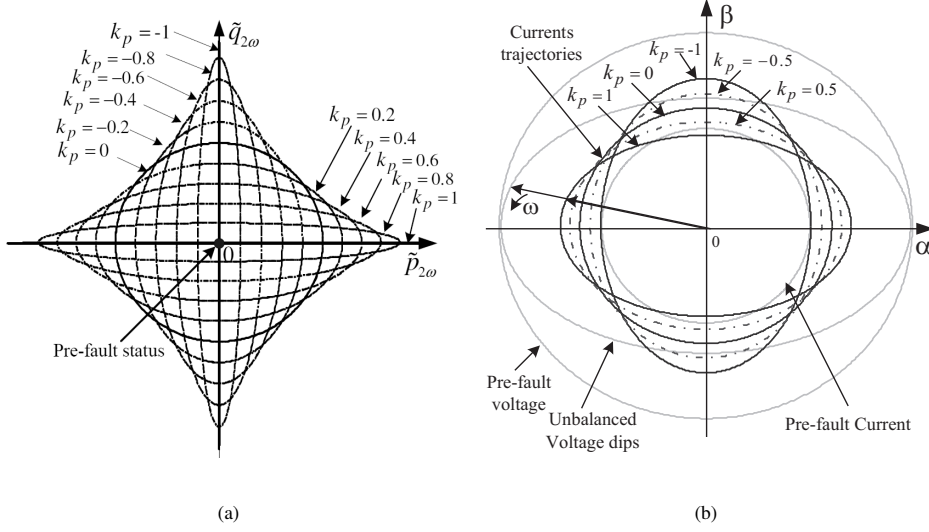 k_p = -1
q̃_{2ω}
k_p = -0.8
k_p = -0.6
k_p = -0.4
k_p = -0.2
k_p = 0
k_p = 0.2
k_p = 0.4
k_p = 0.6
k_p = 0.8
k_p = 1
0
p̃_{2ω}
Pre-fault status
(a)
β
Currents
trajectories
k_p = -1
k_p = -0.5
k_p = 0
k_p = 0.5
k_p = 1
ω
0
α
Pre-fault
voltage
Unbalanced
Voltage dips
Pre-fault Current
(b)